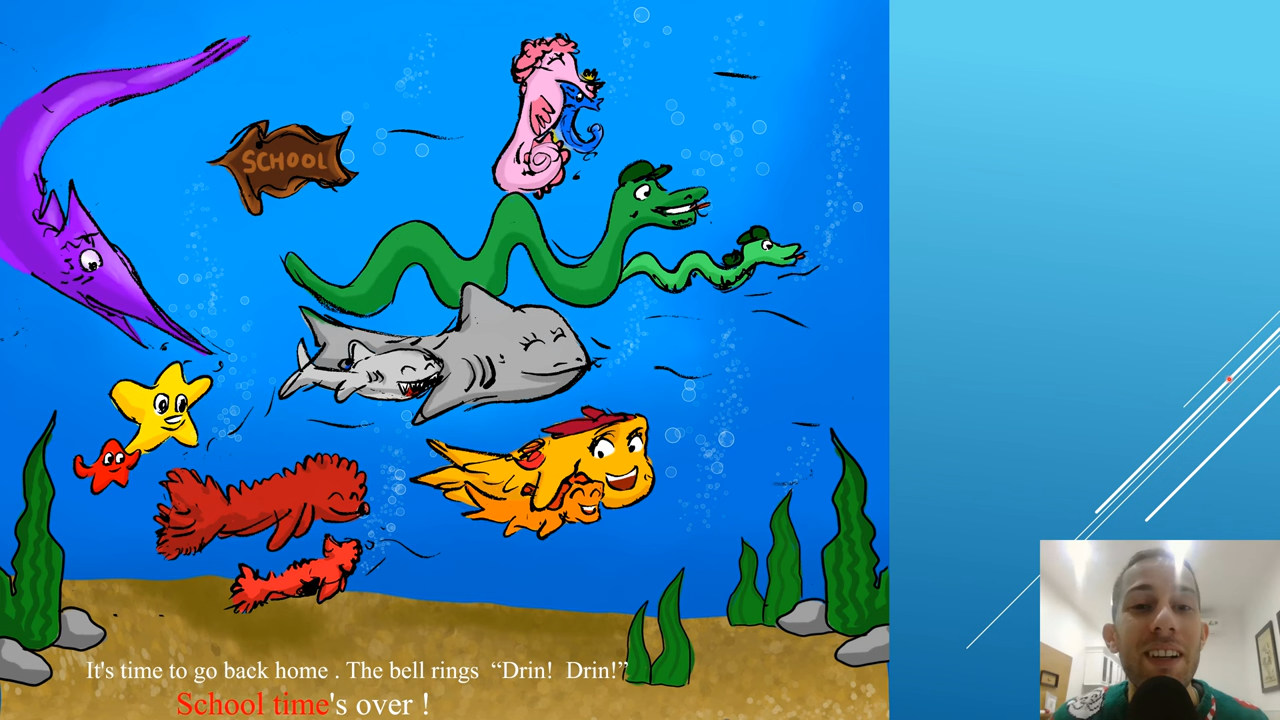 SCHOOL
It's time to go back home . The bell rings “Drin! Drin!”
School time's over !